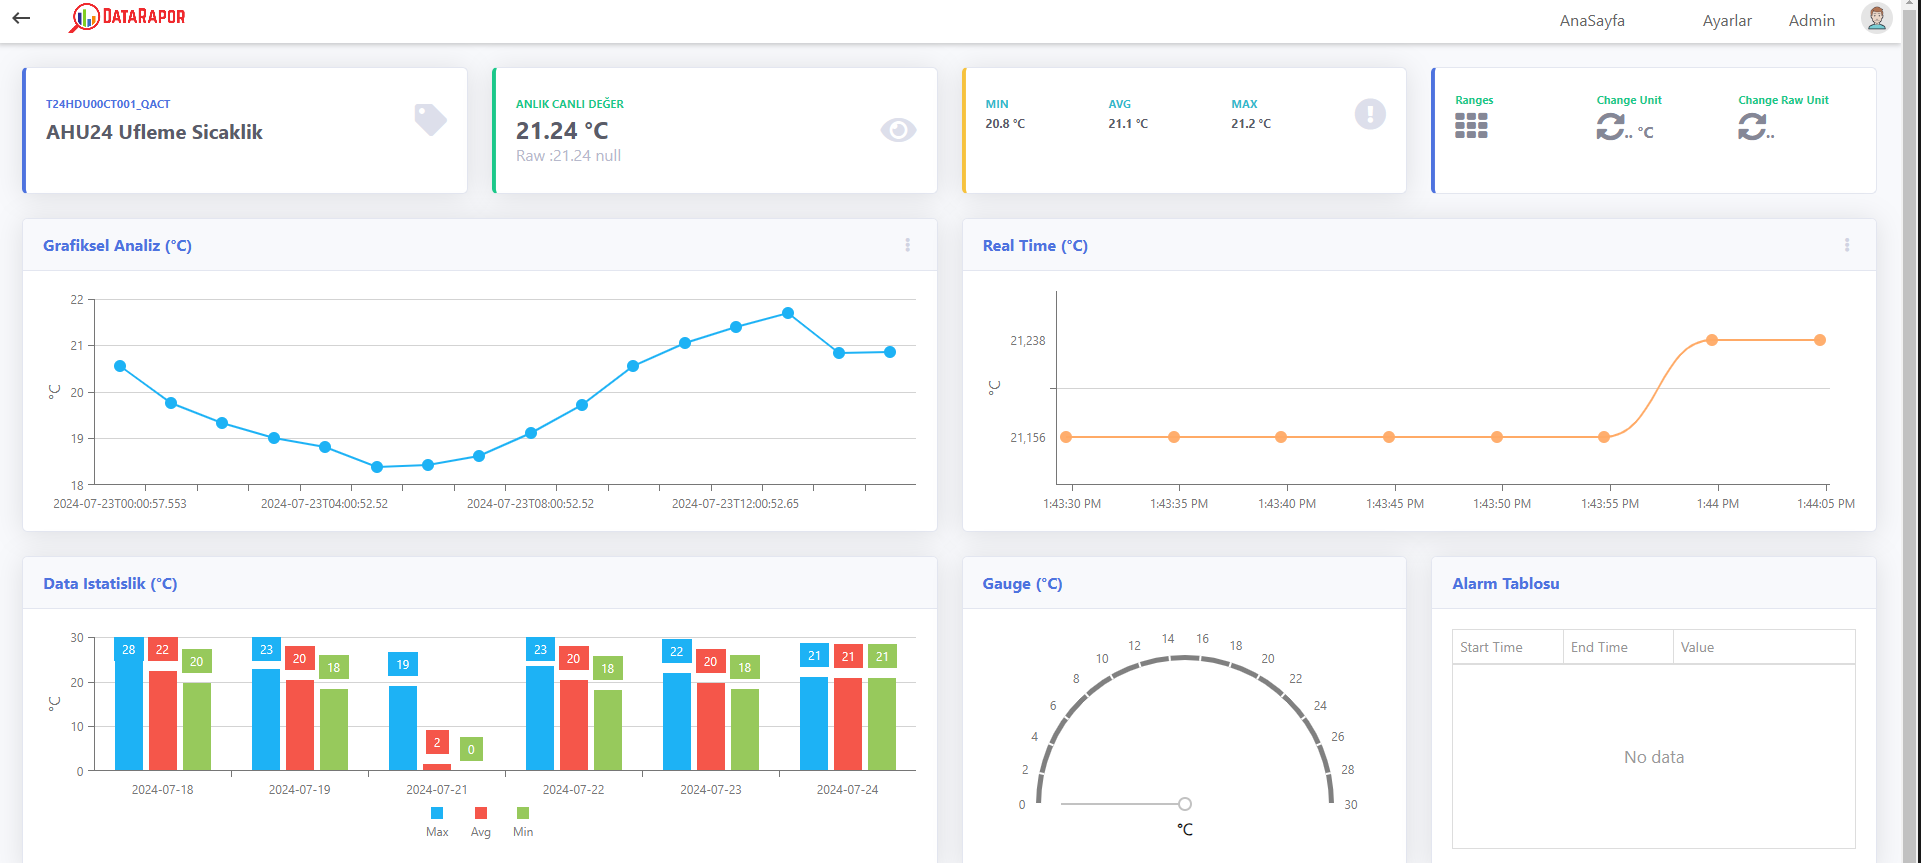 DATARAPOR
AnaSayfa
Ayarlar
Admin
T24HDU00CT001_QACT
AHU24 Ufleme Sicaklik
ANLIK CANLI DEĞER
21.24 °C
Raw :21.24 null
MIN AVG MAX
20.8 °C 21.1 °C 21.2 °C
Ranges Change Unit Change Raw Unit
.. °C ..
Grafiksel Analiz (°C)
22
21
20
19
18
°C
2024-07-23T00:00:57.553 2024-07-23T04:00:52.52 2024-07-23T08:00:52.52 2024-07-23T12:00:52.65
Real Time (°C)
21,238
21,156
°C
1:43:30 PM 1:43:35 PM 1:43:40 PM 1:43:45 PM 1:43:50 PM 1:43:55 PM 1:44 PM 1:44:05 PM
Data Istatislik (°C)
30
20
10
0
°C
28 22 20 23 20 18 19 2 0 23 20 18 22 20 18 21 21 21
2024-07-18 2024-07-19 2024-07-21 2024-07-22 2024-07-23 2024-07-24
Max Avg Min
Gauge (°C)
0 2 4 6 8 10 12 14 16 18 20 22 24 26 28 30
°C
Alarm Tablosu
Start Time End Time Value
No data